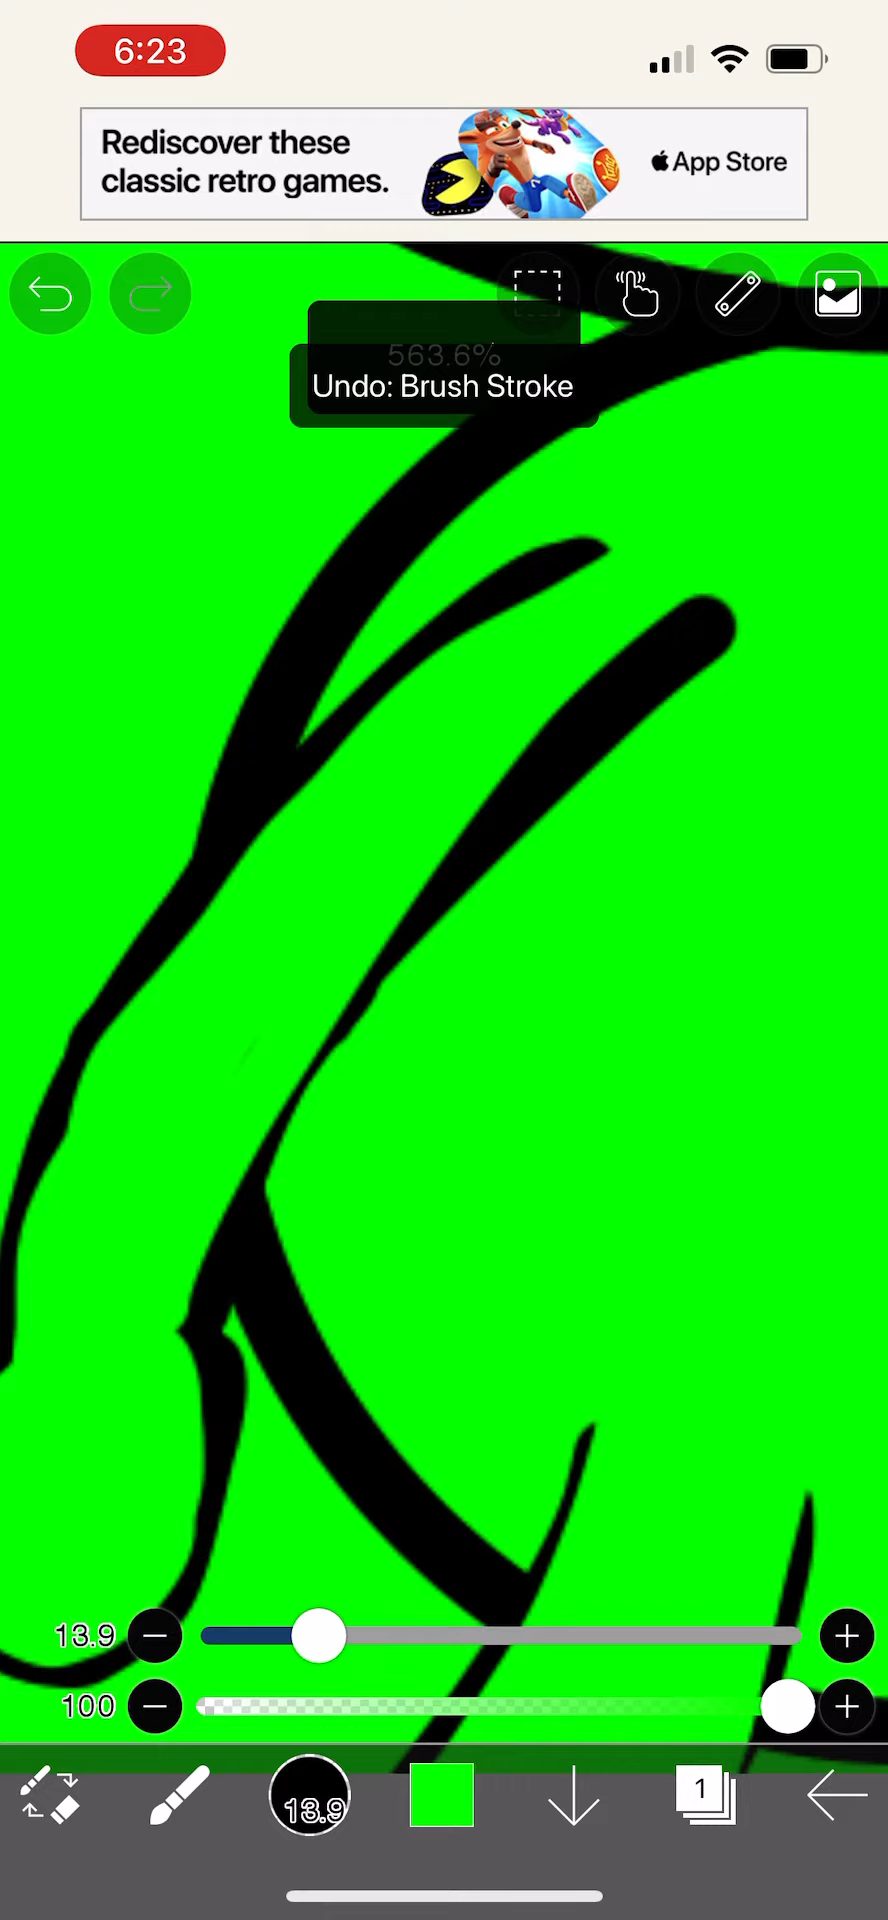 6:23
Rediscover these
classic retro games.
App Store
563.6%
Undo: Brush Stroke
13.9
100
13.9
1